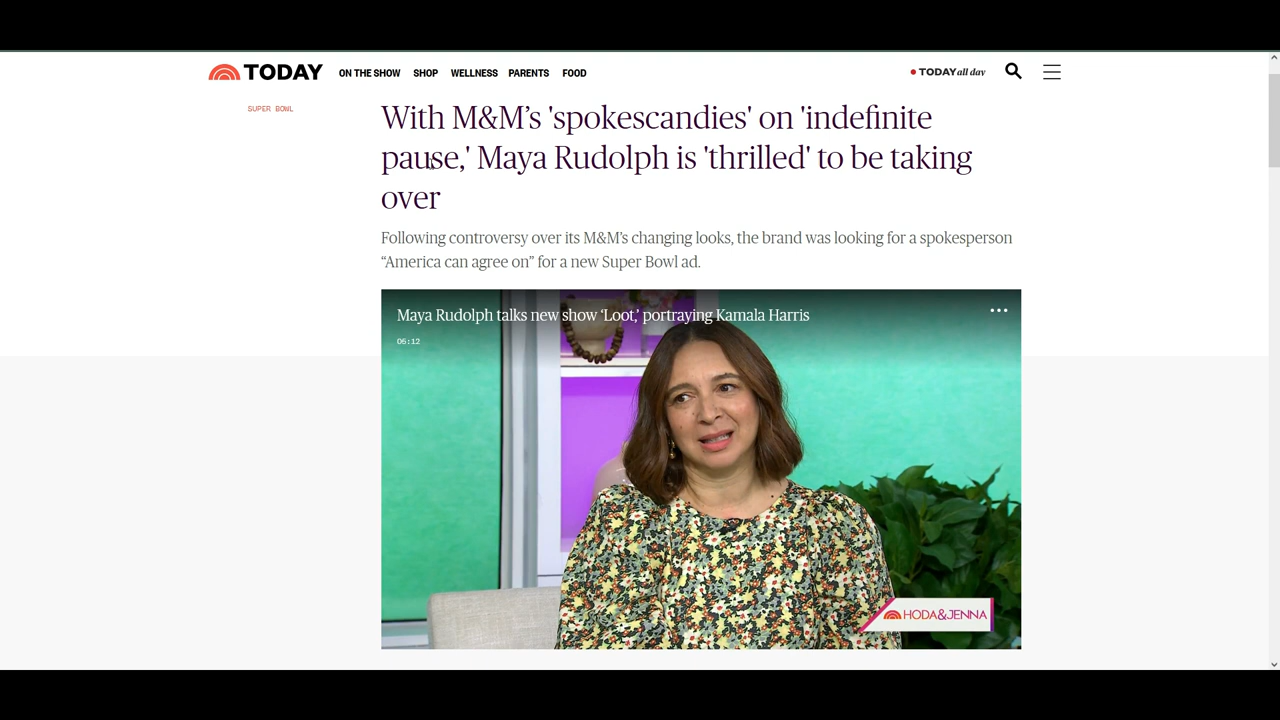 TODAY ON THE SHOW SHOP WELLNESS PARENTS FOOD TODAY all day
SUPER BOWL
With M&M’s 'spokescandies' on 'indefinite
pause,' Maya Rudolph is 'thrilled' to be taking
over
Following controversy over its M&M’s changing looks, the brand was looking for a spokesperson
“America can agree on” for a new Super Bowl ad.
Maya Rudolph talks new show ‘Loot,’ portraying Kamala Harris
06:12
HODA&JENNA